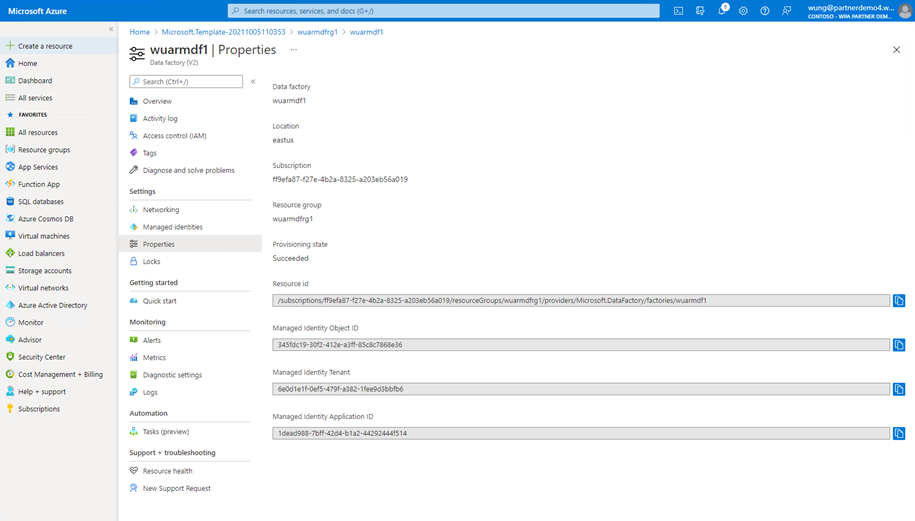 Microsoft Azure
Search resources, services, and docs (G+/)
6
wung@partnerdemo4.w...
CONTOSO - WPA PARTNER DEM...
Create a resource
Home
Dashboard
All services
FAVORITES
All resources
Resource groups
App Services
Function App
SQL databases
Azure Cosmos DB
Virtual machines
Load balancers
Storage accounts
Virtual networks
Azure Active Directory
Monitor
Advisor
Security Center
Cost Management + Billing
Help + support
Subscriptions
Home > Microsoft.Template-20211005110353 > wuarmdfrg1 > wuarmdf1
wuarmdf1 | Properties ...
Data factory (V2)
Search (Ctrl+/)
Overview
Activity log
Access control (IAM)
Tags
Diagnose and solve problems
Settings
Networking
Managed identities
Properties
Locks
Getting started
Quick start
Monitoring
Alerts
Metrics
Diagnostic settings
Logs
Automation
Tasks (preview)
Support + troubleshooting
Resource health
New Support Request
Data factory
wuarmdf1
Location
eastus
Subscription
ff9efa87-f27e-4b2a-8325-a203eb56a019
Resource group
wuarmdfrg1
Provisioning state
Succeeded
Resource id
/subscriptions/ff9efa87-f27e-4b2a-8325-a203eb56a019/resourceGroups/wuarmdfrg1/providers/Microsoft.DataFactory/factories/wuarmdf1
Managed Identity Object ID
345fdc19-30f2-412e-a3ff-85c8c7868e36
Managed Identity Tenant
6e0d1e1f-0ef5-479f-a382-1fee9d3bbfb6
Managed Identity Application ID
1dead988-7bff-42d4-b1a2-44292444f514